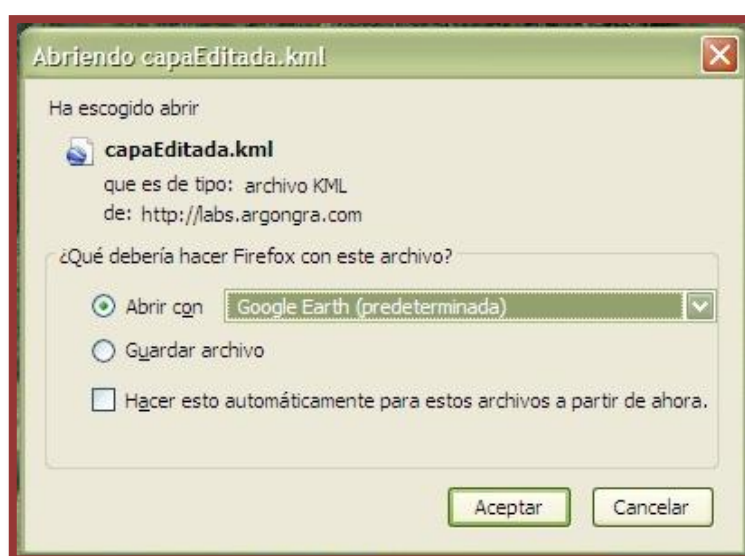 Abriendo capaEditada.kml
Ha escogido abrir
capaEditada.kml
que es de tipo: archivo KML
de: http://labs.argongra.com
¿Qué debería hacer Firefox con este archivo?
Abrir con Google Earth (predeterminada)
Guardar archivo
Hacer esto automáticamente para estos archivos a partir de ahora.
Aceptar Cancelar